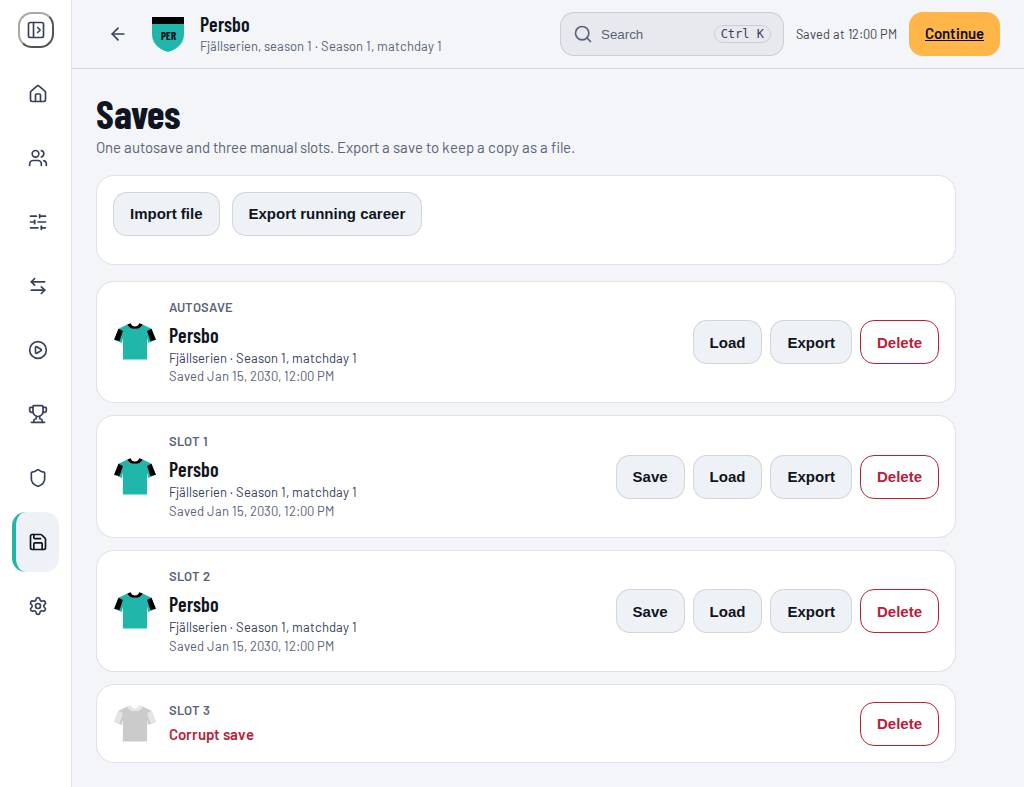 PER
Persbo
Fjällserien, season 1 · Season 1, matchday 1
Search
Ctrl K
Saved at 12:00 PM
Continue
Saves
One autosave and three manual slots. Export a save to keep a copy as a file.
Import file
Export running career
AUTOSAVE
Persbo
Fjällserien · Season 1, matchday 1
Saved Jan 15, 2030, 12:00 PM
Load
Export
Delete
SLOT 1
Persbo
Fjällserien · Season 1, matchday 1
Saved Jan 15, 2030, 12:00 PM
Save
Load
Export
Delete
SLOT 2
Persbo
Fjällserien · Season 1, matchday 1
Saved Jan 15, 2030, 12:00 PM
Save
Load
Export
Delete
SLOT 3
Corrupt save
Delete